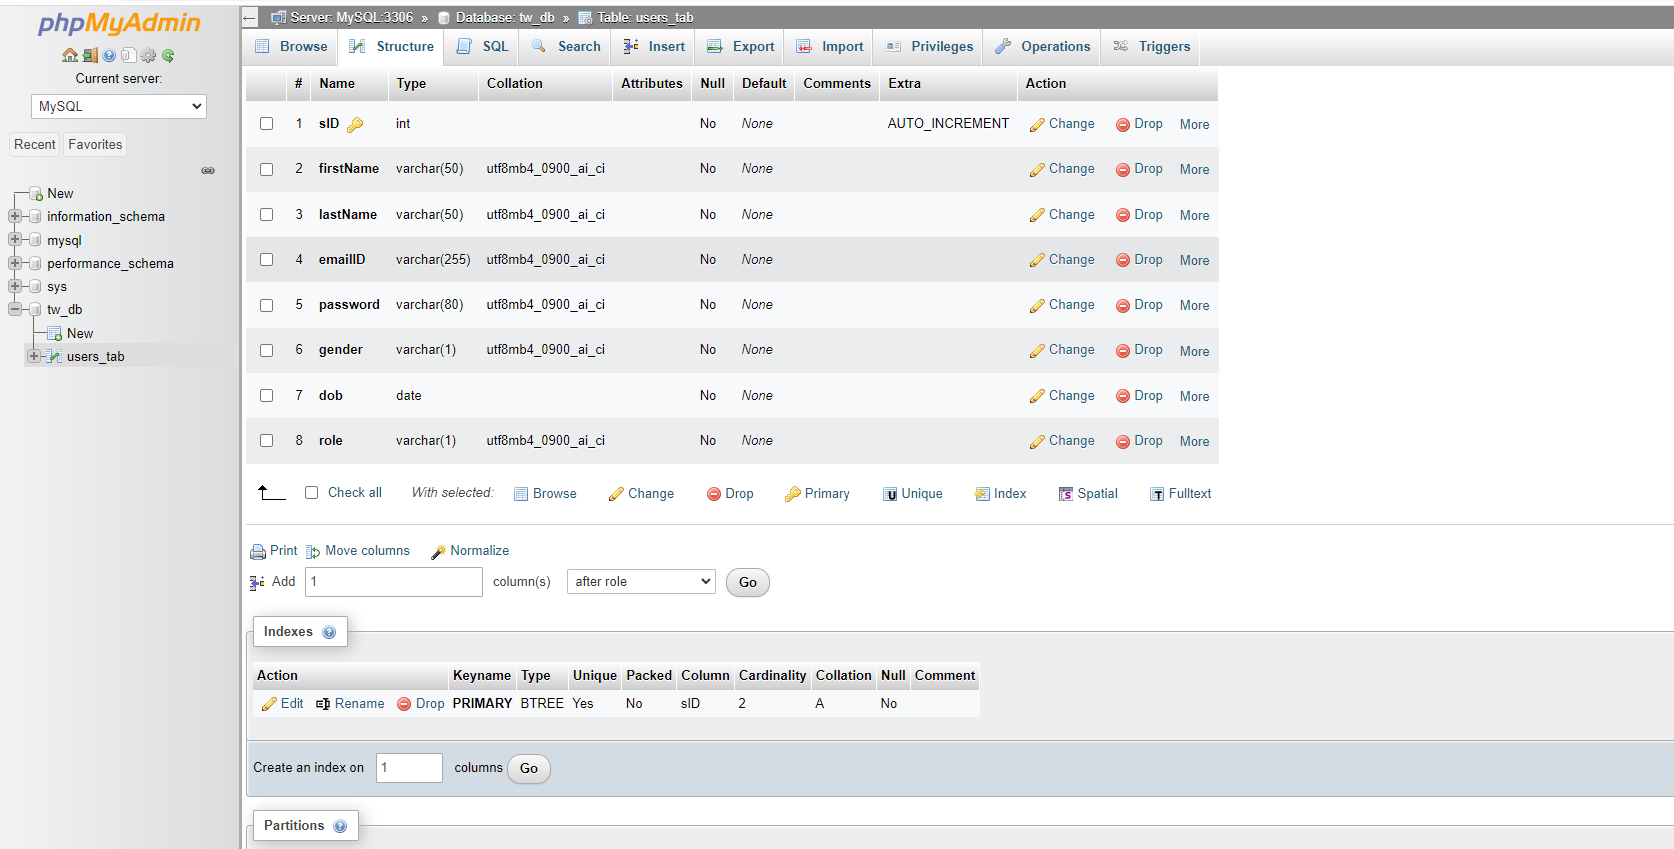 phpMyAdmin
Current server:
MySQL
Recent Favorites
New
information_schema
mysql
performance_schema
sys
tw_db
New
users_tab
← Server: MySQL:3306 » Database: tw_db » Table: users_tab
Browse Structure SQL Search Insert Export Import Privileges Operations Triggers
# Name Type Collation Attributes Null Default Comments Extra Action
1 sID int No None AUTO_INCREMENT Change Drop More
2 firstName varchar(50) utf8mb4_0900_ai_ci No None Change Drop More
3 lastName varchar(50) utf8mb4_0900_ai_ci No None Change Drop More
4 emailID varchar(255) utf8mb4_0900_ai_ci No None Change Drop More
5 password varchar(80) utf8mb4_0900_ai_ci No None Change Drop More
6 gender varchar(1) utf8mb4_0900_ai_ci No None Change Drop More
7 dob date No None Change Drop More
8 role varchar(1) utf8mb4_0900_ai_ci No None Change Drop More
Check all With selected: Browse Change Drop Primary Unique Index Spatial Fulltext
Print Move columns Normalize
Add 1 column(s) after role Go
Indexes
Action Keyname Type Unique Packed Column Cardinality Collation Null Comment
Edit Rename Drop PRIMARY BTREE Yes No sID 2 A No
Create an index on 1 columns Go
Partitions